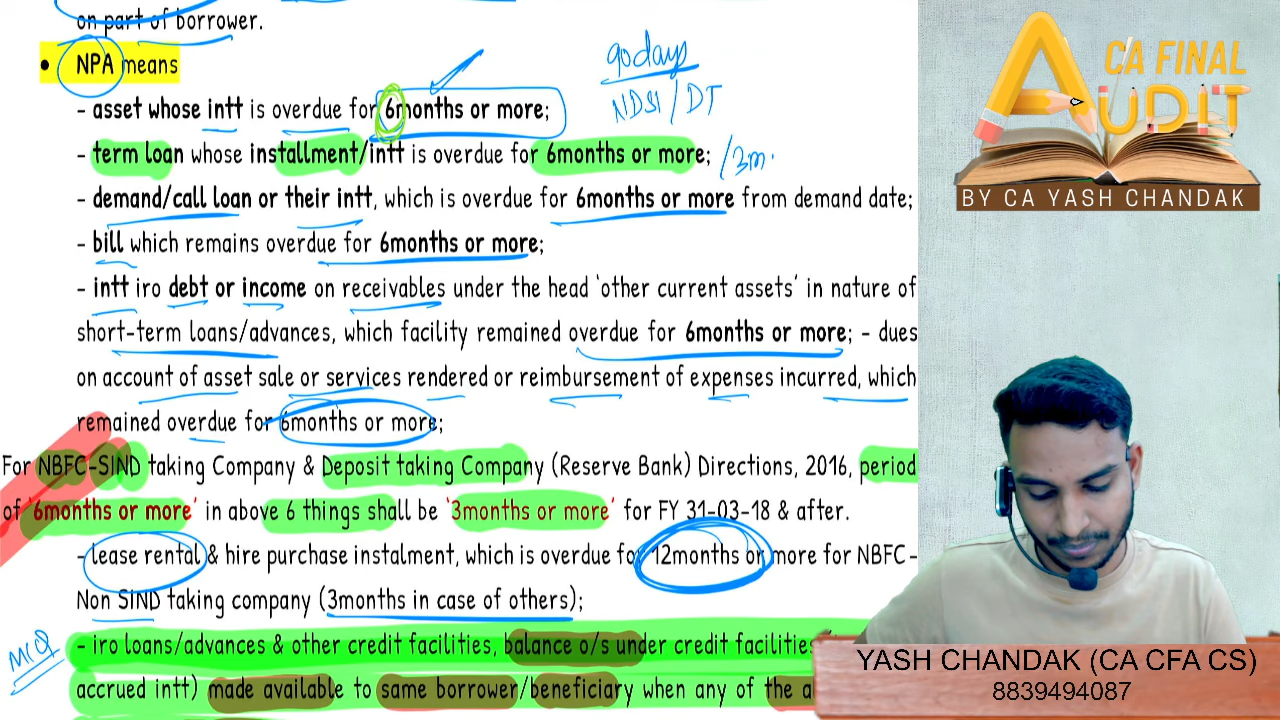 on part of borrower.
• NPA means
- asset whose intt is overdue for 6months or more;
90days
NDSI / DT
- term loan whose installment/intt is overdue for 6months or more; /3m.
- demand/call loan or their intt, which is overdue for 6months or more from demand date;
- bill which remains overdue for 6months or more;
- intt iro debt or income on receivables under the head 'other current assets' in nature of
short-term loans/advances, which facility remained overdue for 6months or more; - dues
on account of asset sale or services rendered or reimbursement of expenses incurred, which
remained overdue for 6months or more;
For NBFC-SIND taking Company & Deposit taking Company (Reserve Bank) Directions, 2016, period
of '6months or more' in above 6 things shall be '3months or more' for FY 31-03-18 & after.
- lease rental & hire purchase instalment, which is overdue for 12months or more for NBFC-
Non SIND taking company (3months in case of others);
MCQ
- iro loans/advances & other credit facilities, balance o/s under credit facilities
accrued intt) made available to same borrower/beneficiary when any of the
CA FINAL
AUDIT
BY CA YASH CHANDAK
YASH CHANDAK (CA CFA CS)
8839494087